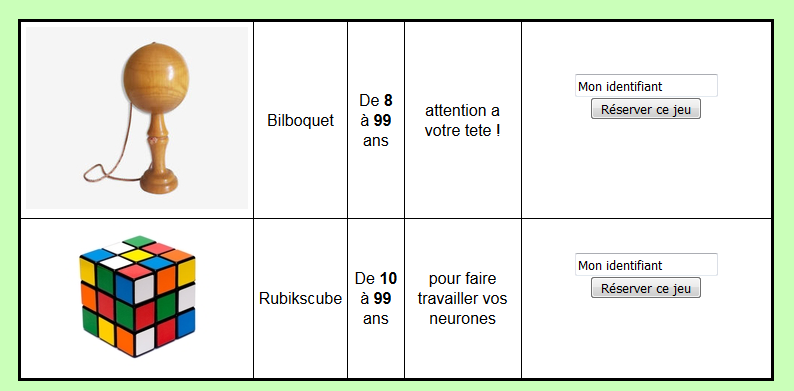 Bilboquet
De 8
à 99
ans
attention a
votre tete !
Mon identifiant
Réserver ce jeu
Rubikscube
De 10
à 99
ans
pour faire
travailler vos
neurones
Mon identifiant
Réserver ce jeu